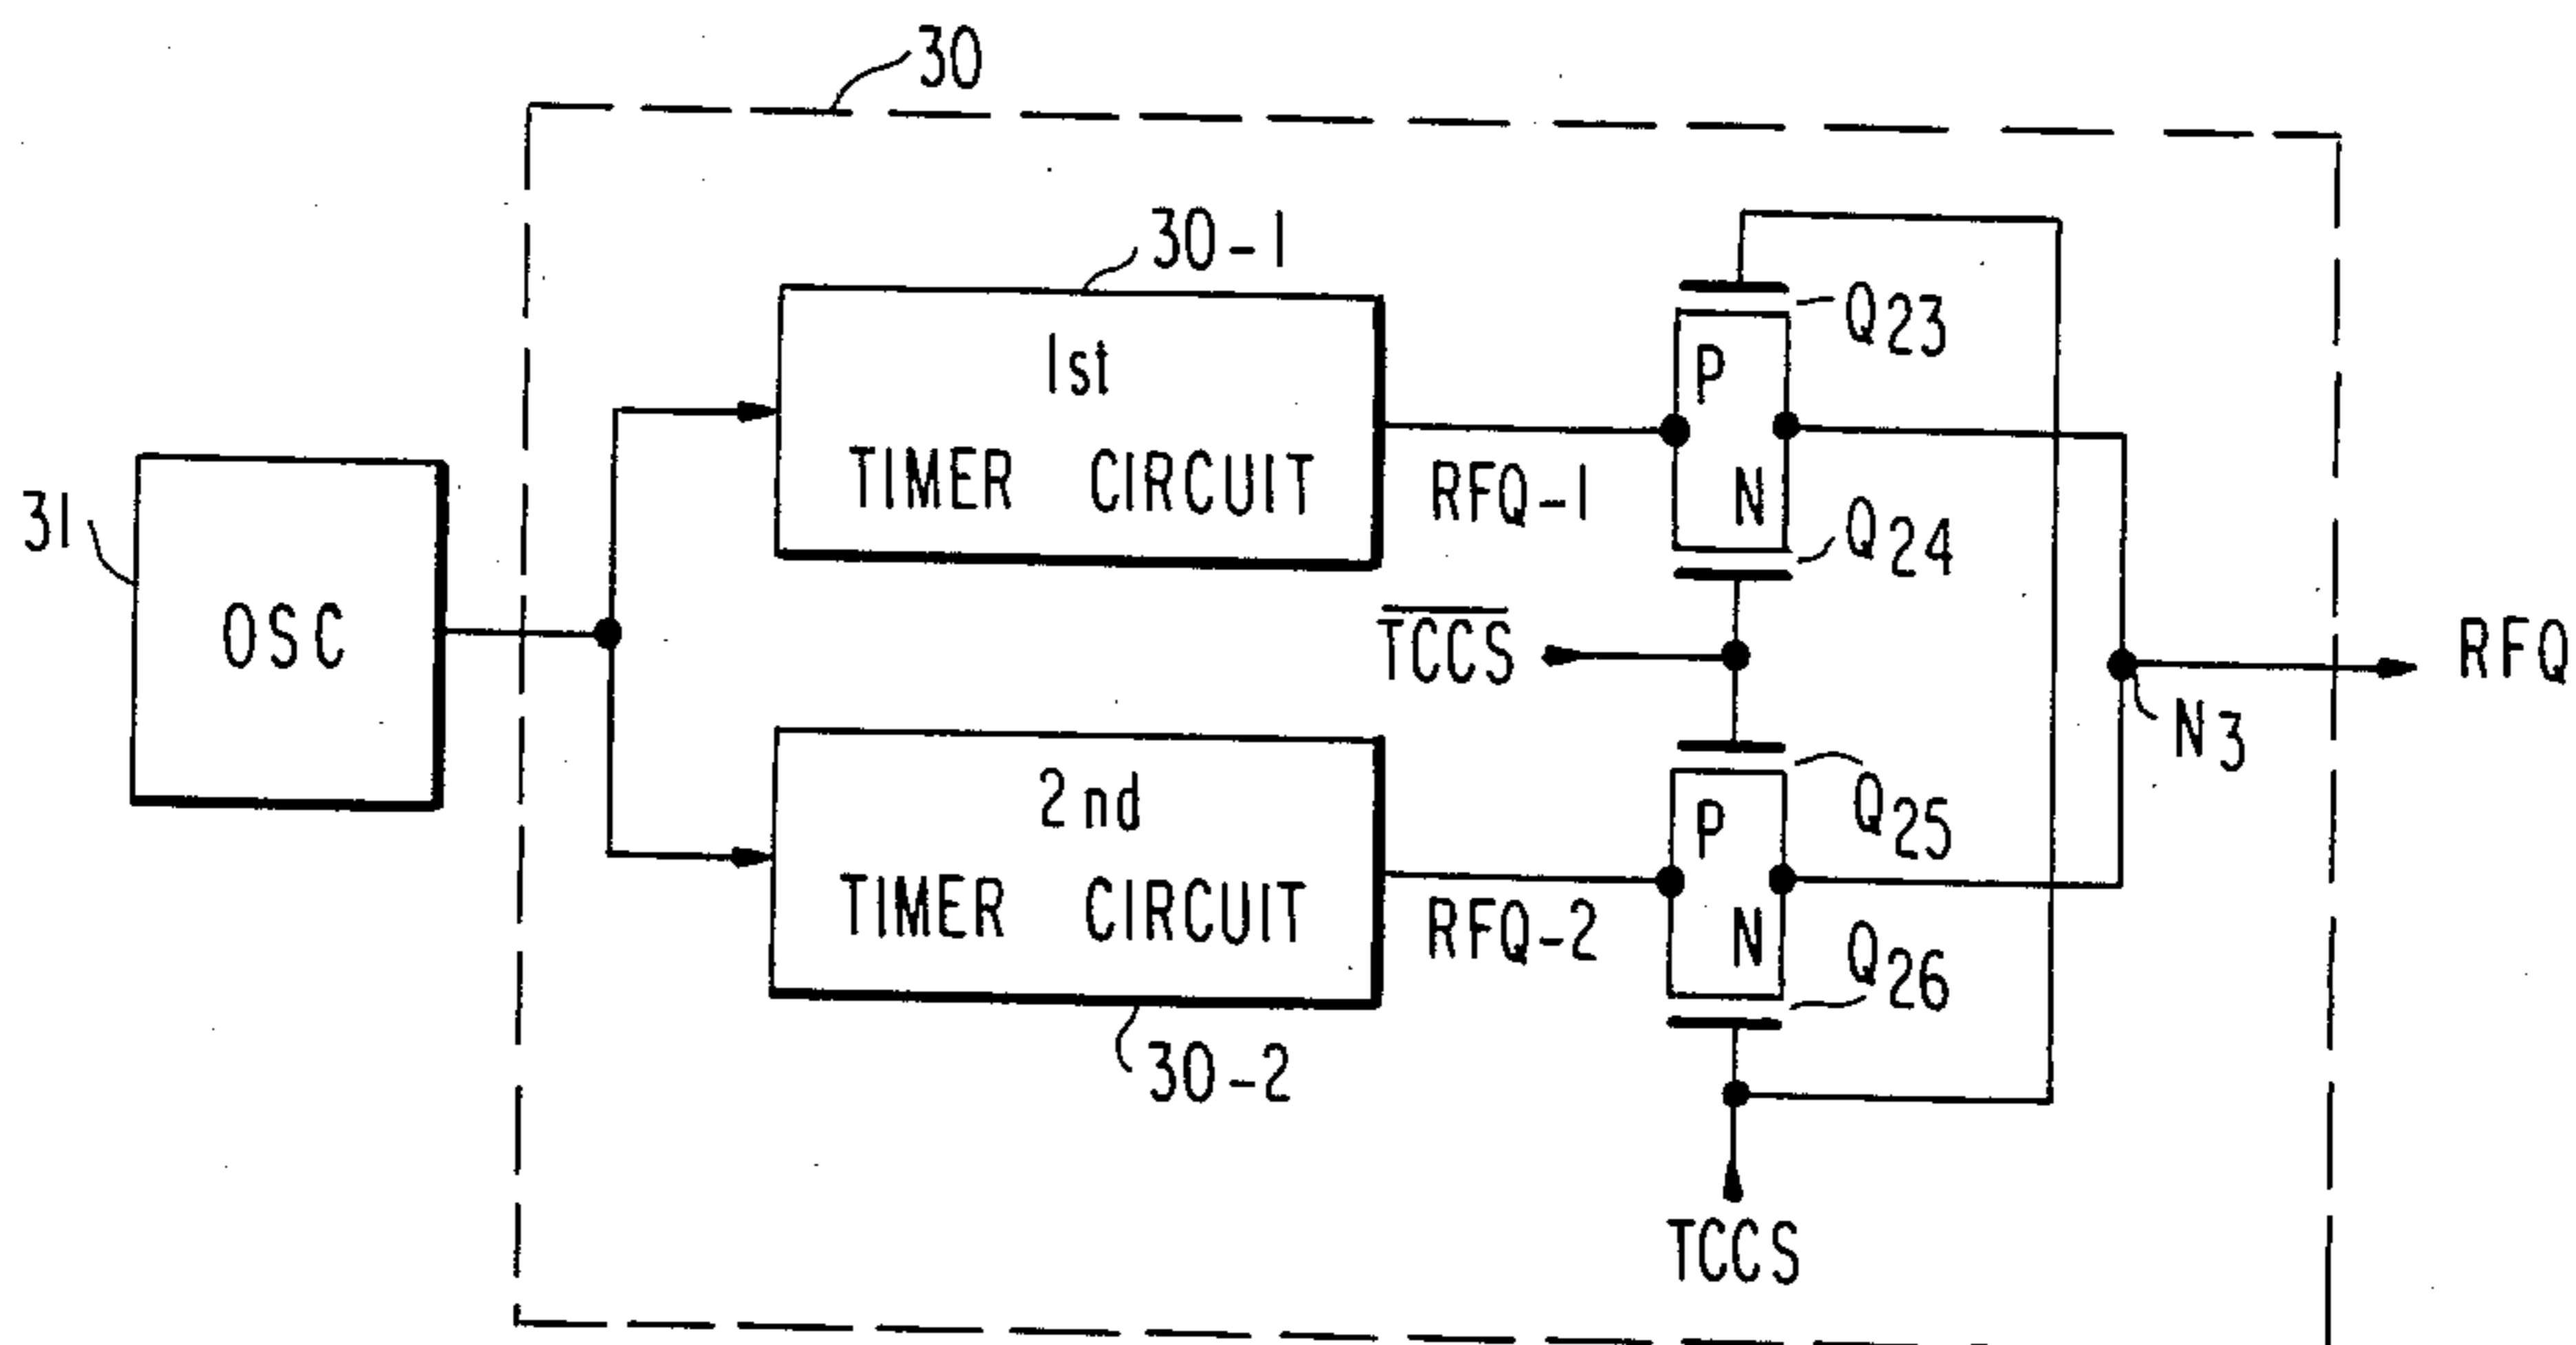 30
30-1
1st
TIMER CIRCUIT
RFQ-1
P
N
Q23
Q24
31
OSC
TCCS
RFQ
N3
2nd
TIMER CIRCUIT
RFQ-2
P
N
Q25
Q26
30-2
TCCS